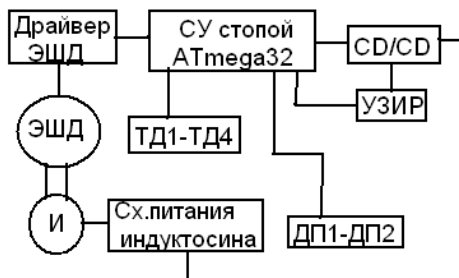 Драйвер
ЭШД
СУ стопой
ATmega32
CD/CD
УЗИР
ЭШД
ТД1-ТД4
И
Сх.питания
индуктосина
ДП1-ДП2